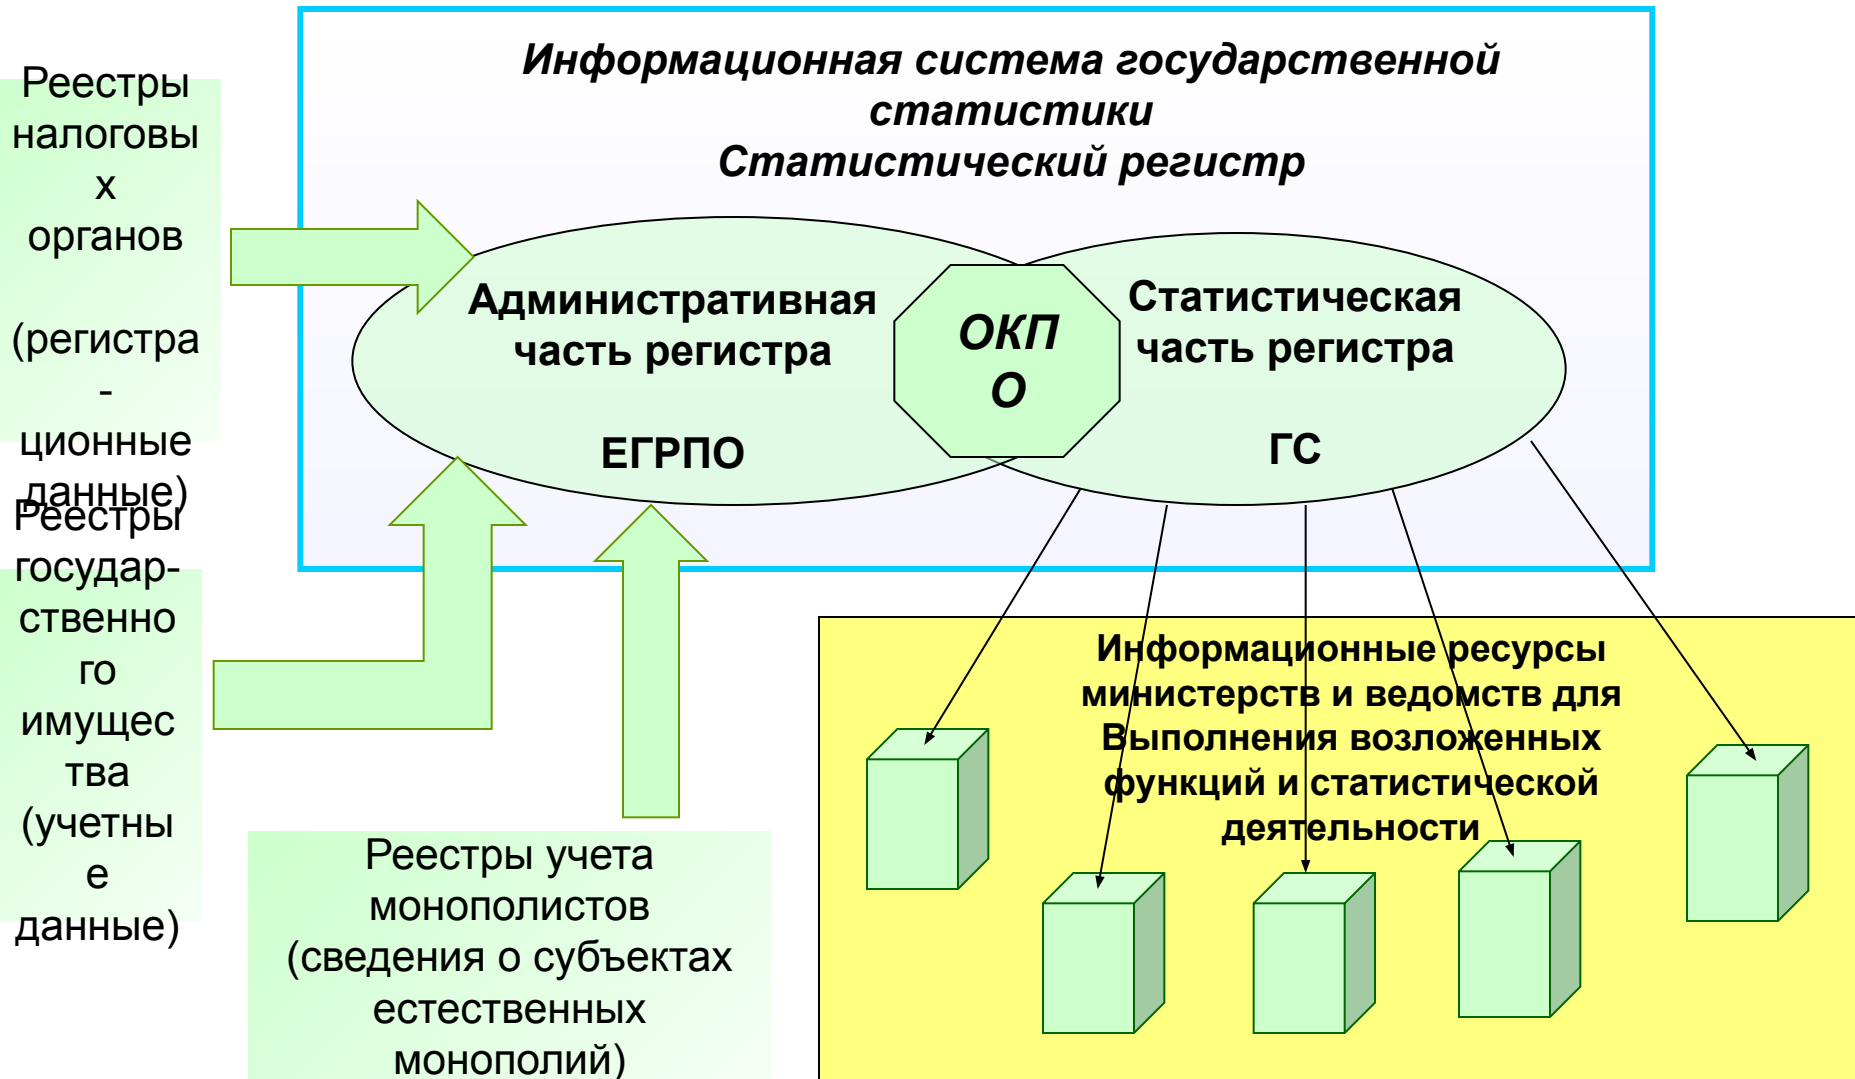 Информационная система государственной
статистики
Статистический регистр
Реестры
налоговы
х
органов
(регистра
-
ционные
данные)
Административная
часть регистра
ЕГРПО
ОКП
О
Статистическая
часть регистра
ГС
Реестры
государ-
ственно
го
имущес
тва
(учетны
е
данные)
Реестры учета
монополистов
(сведения о субъектах
естественных
монополий)
Информационные ресурсы
министерств и ведомств для
Выполнения возложенных
функций и статистической
деятельности